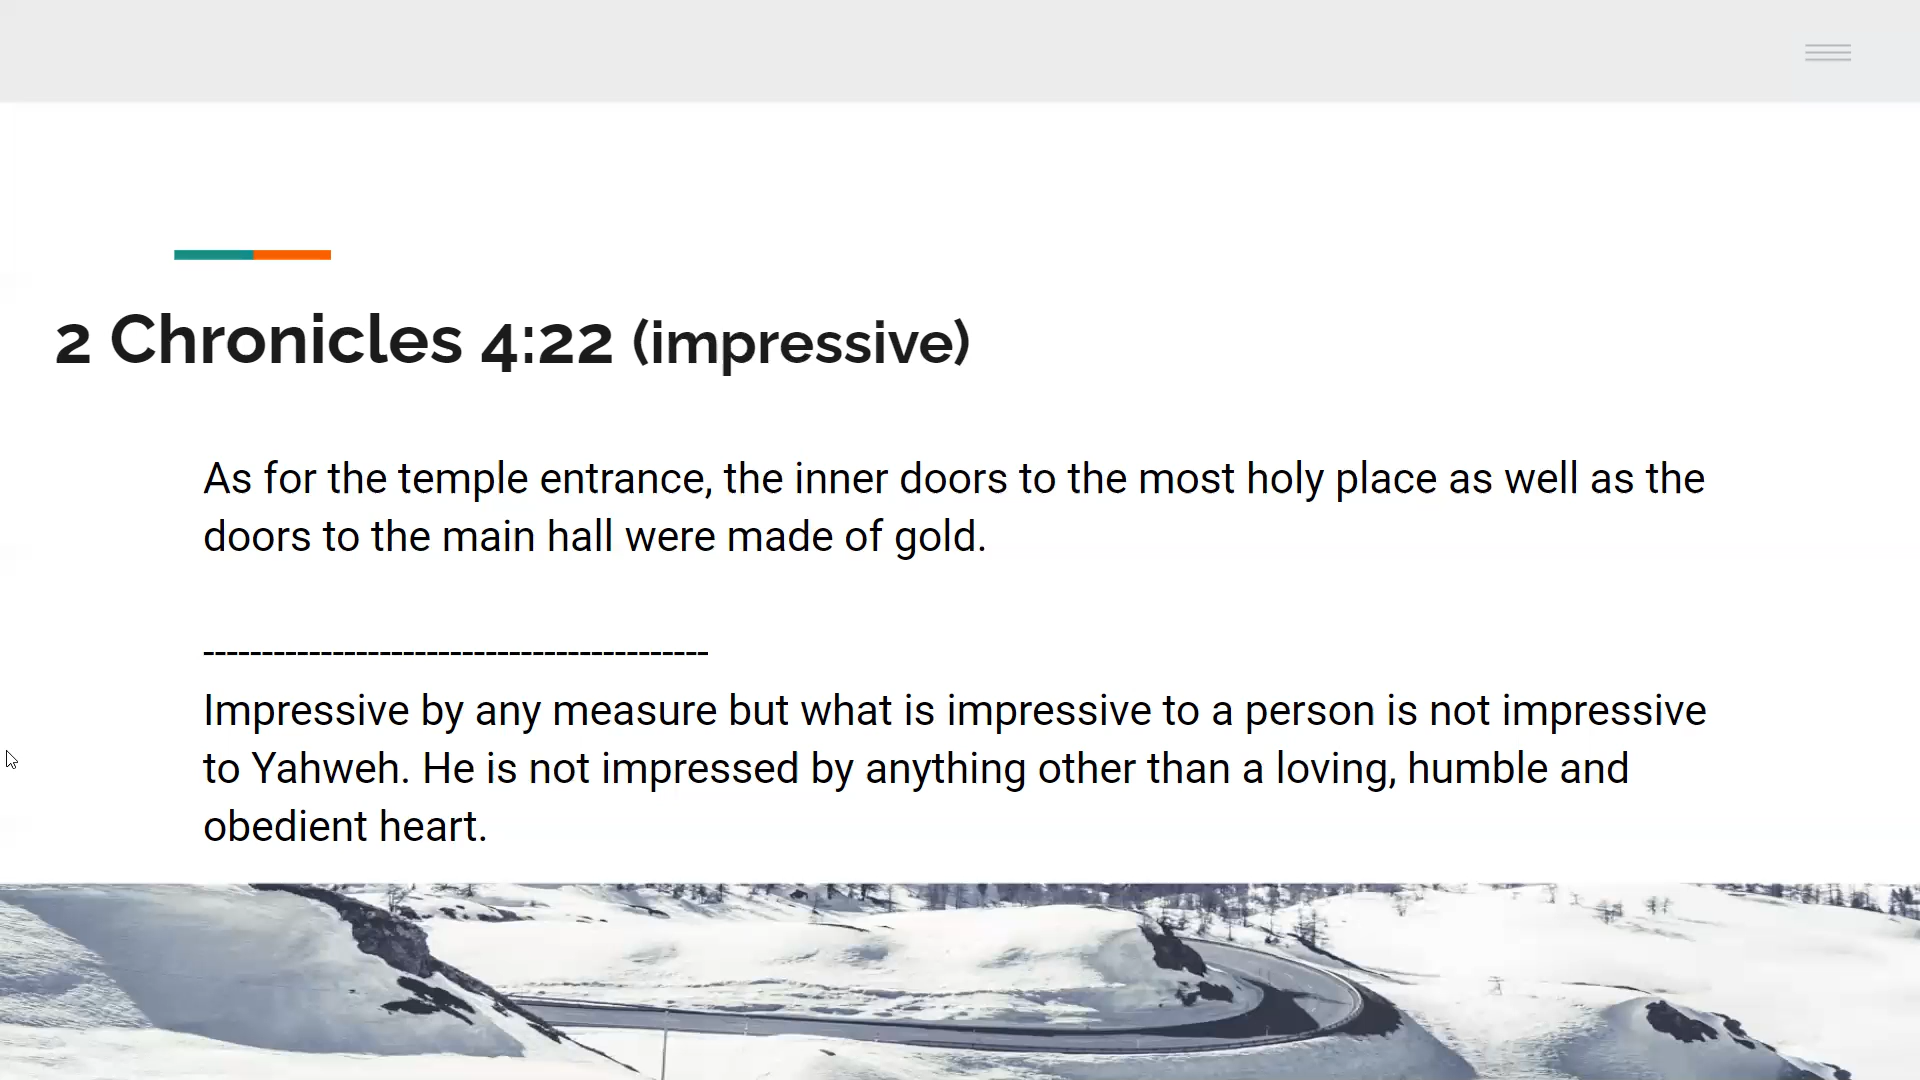 2 Chronicles 4:22 (impressive)
As for the temple entrance, the inner doors to the most holy place as well as the
doors to the main hall were made of gold.
-------------------------------------------
Impressive by any measure but what is impressive to a person is not impressive
to Yahweh. He is not impressed by anything other than a loving, humble and
obedient heart.